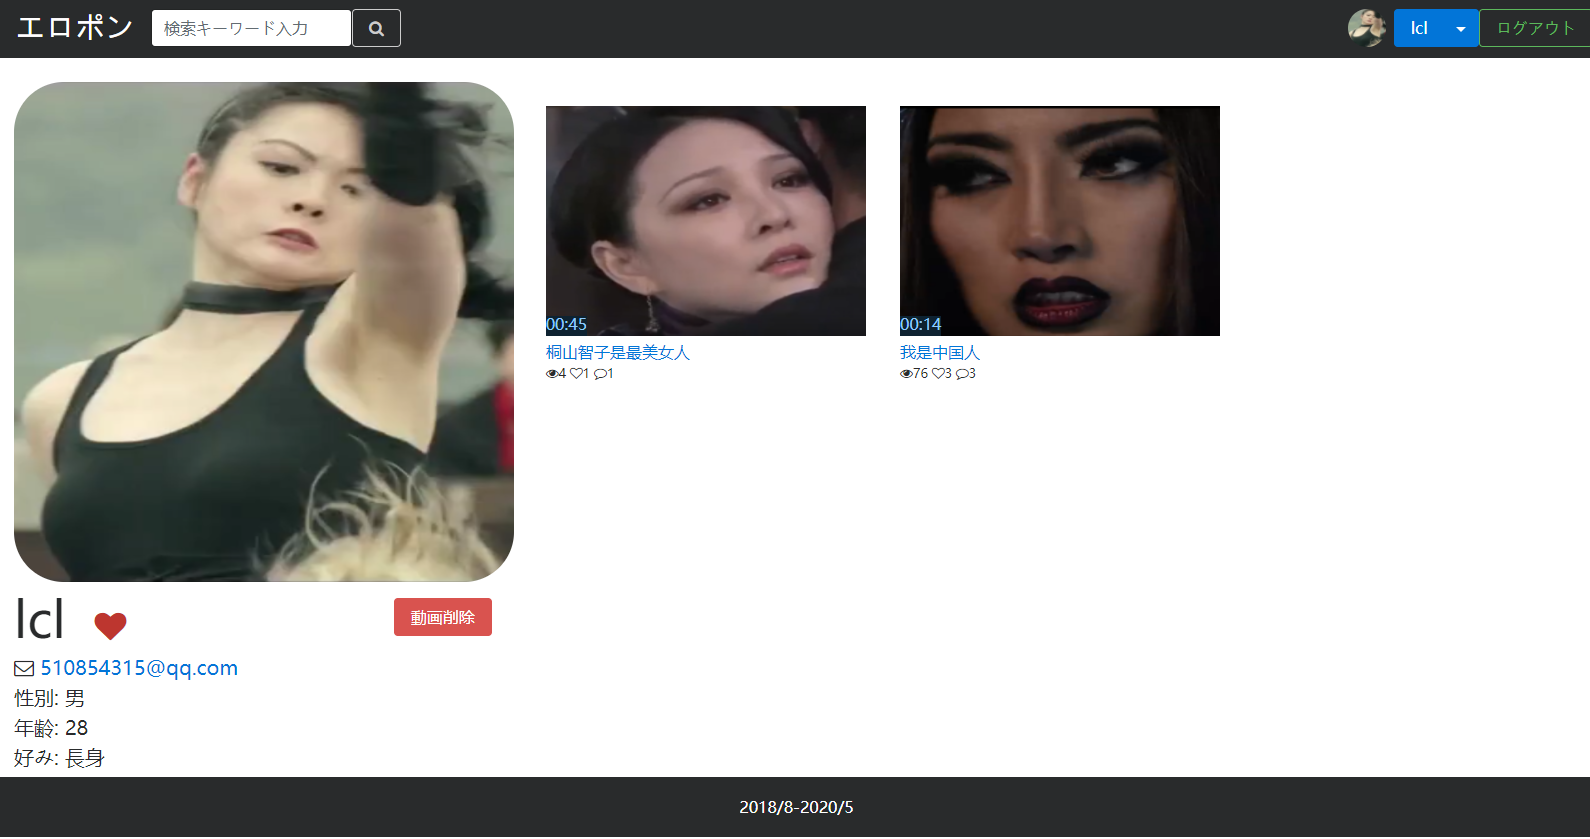 エロポン
検索キーワード入力
lcl
ログアウト
00:45
桐山智子是最美女人
4 1 1
00:14
我是中国人
76 3 3
lcl
動画削除
510854315@qq.com
性別: 男
年齢: 28
好み: 長身
2018/8-2020/5